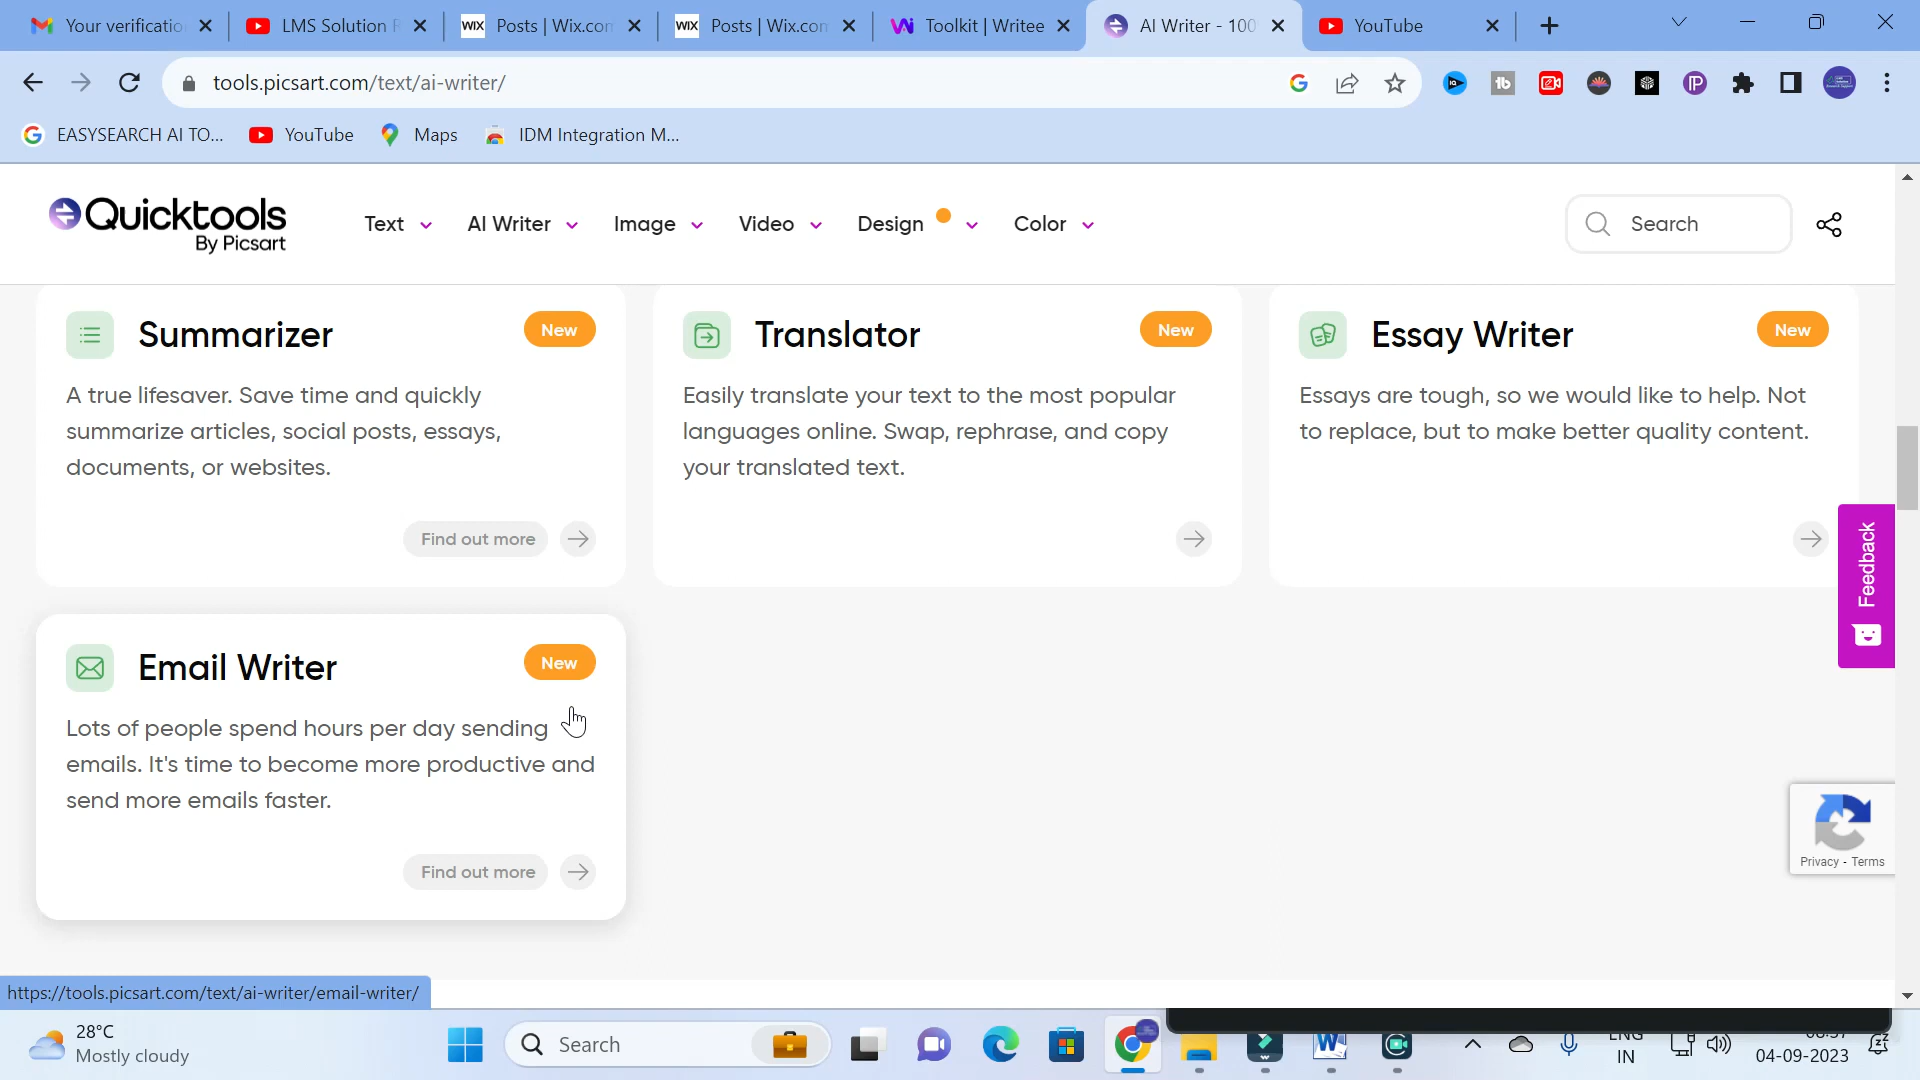 Your verificatio
LMS Solution R
WIX Posts | Wix.com
WIX Posts | Wix.com
Toolkit | Writee
AI Writer - 100
YouTube
tools.picsart.com/text/ai-writer/
EASYSEARCH AI TO...
YouTube
Maps
IDM Integration M...
Quicktools
By Picsart
Text
AI Writer
Image
Video
Design
Color
Search
Summarizer
New
A true lifesaver. Save time and quickly
summarize articles, social posts, essays,
documents, or websites.
Find out more
Translator
New
Easily translate your text to the most popular
languages online. Swap, rephrase, and copy
your translated text.
Essay Writer
New
Essays are tough, so we would like to help. Not
to replace, but to make better quality content.
Feedback
Email Writer
New
Lots of people spend hours per day sending
emails. It's time to become more productive and
send more emails faster.
Find out more
Privacy - Terms
https://tools.picsart.com/text/ai-writer/email-writer/
28°C
Mostly cloudy
Search
ENG
IN
04-09-2023